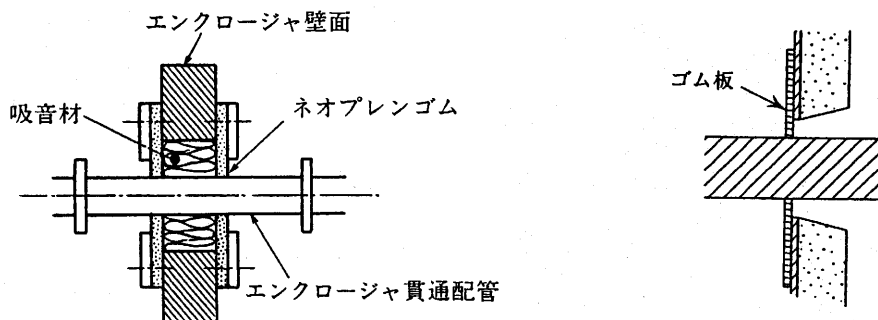 エンクロージャ壁面
吸音材
ネオプレンゴム
エンクロージャ貫通配管
ゴム板